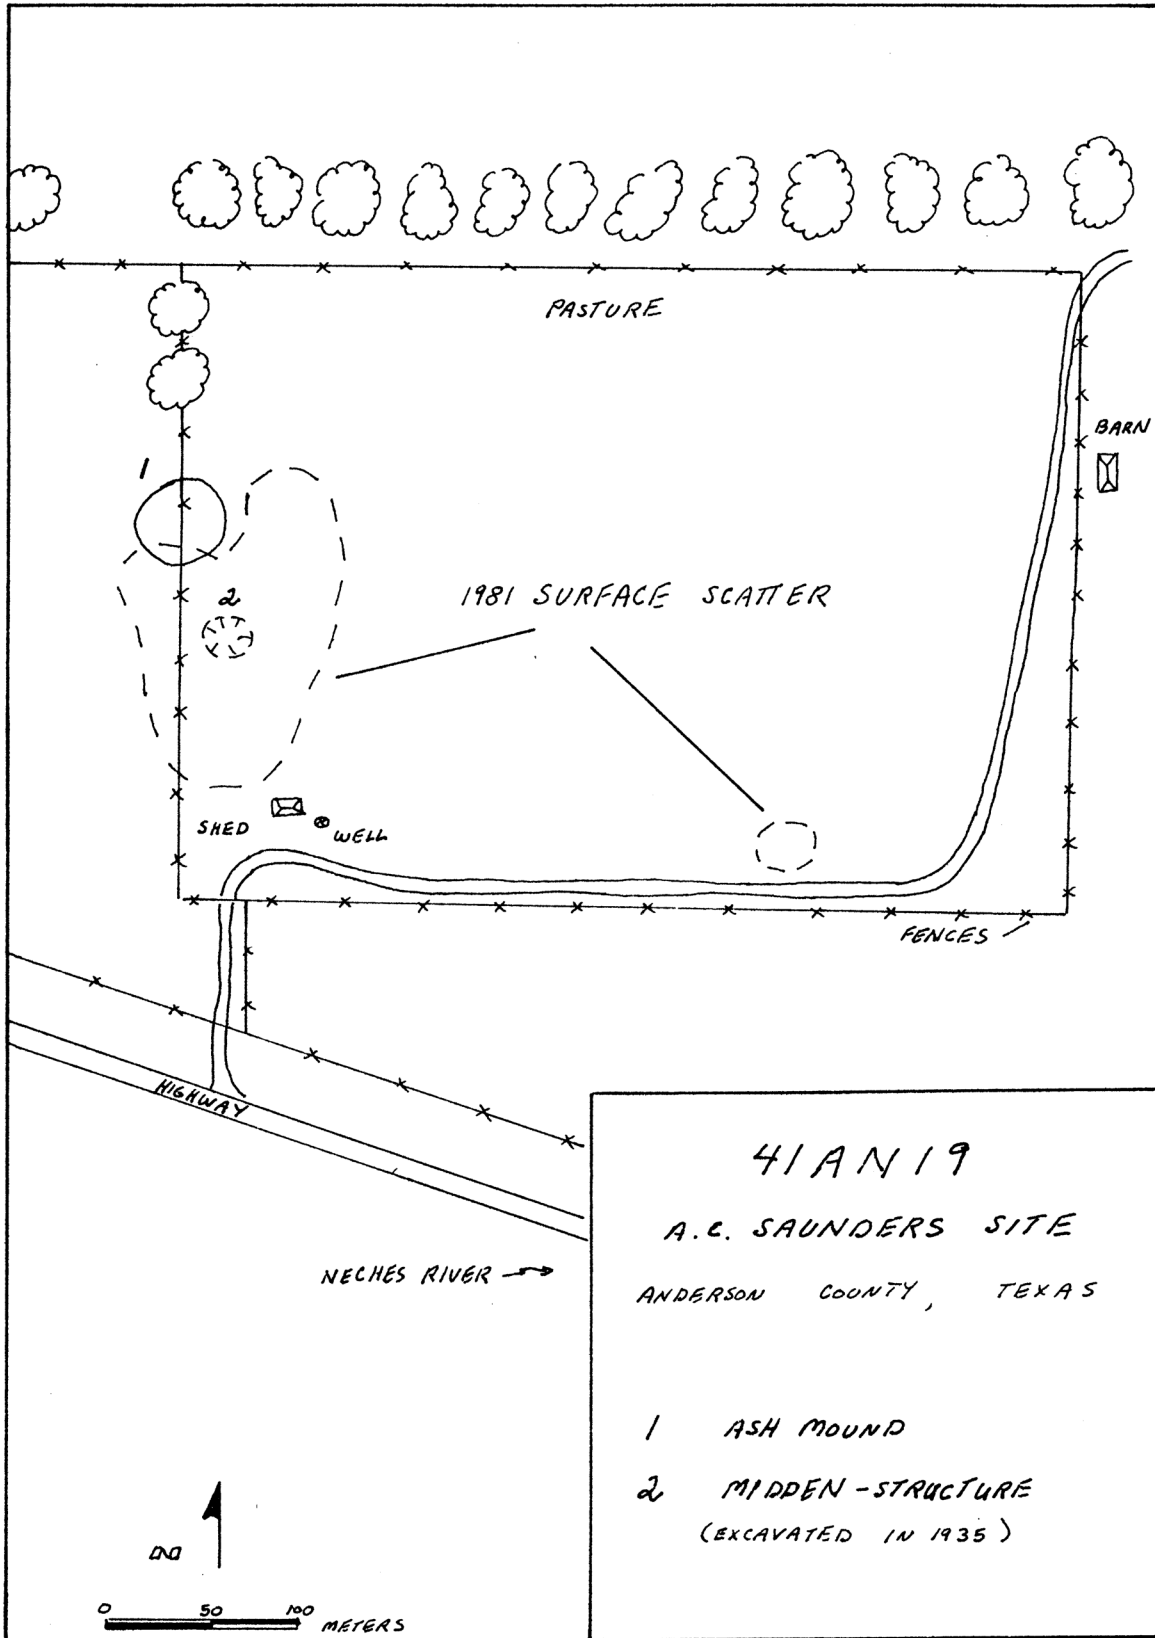 PASTURE
BARN
1
2
1981 SURFACE SCATTER
SHED
WELL
FENCES
HIGHWAY
NECHES RIVER
41AN19
A.C. SAUNDERS SITE
ANDERSON COUNTY, TEXAS
1 ASH MOUND
2 MIDDEN-STRUCTURE
(EXCAVATED IN 1935)
N
0 50 100
METERS